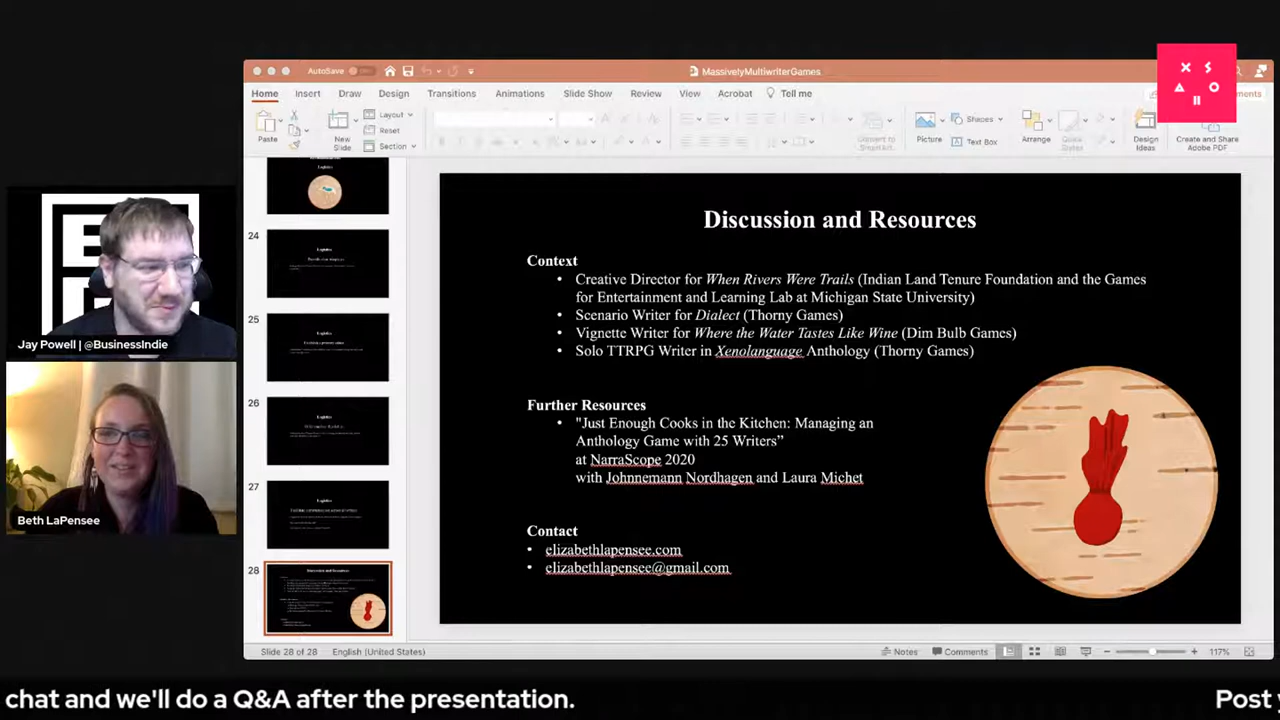 AutoSave
MassivelyMultiwriterGames
Home Insert Draw Design Transitions Animations Slide Show Review View Acrobat Tell me
Paste
New Slide
Layout
Reset
Section
Picture
Shapes
Text Box
Arrange
Quick Styles
Design Ideas
Create and Share Adobe PDF
24
25
26
27
28
Discussion and Resources
Context
• Creative Director for When Rivers Were Trails (Indian Land Tenure Foundation and the Games
for Entertainment and Learning Lab at Michigan State University)
• Scenario Writer for Dialect (Thorny Games)
• Vignette Writer for Where the Water Tastes Like Wine (Dim Bulb Games)
• Solo TTRPG Writer in Xenolanguage Anthology (Thorny Games)
Further Resources
• "Just Enough Cooks in the Kitchen: Managing an
Anthology Game with 25 Writers”
at NarraScope 2020
with Johnnemann Nordhagen and Laura Michet
Contact
• elizabethlapensee.com
• elizabethlapensee@gmail.com
Jay Powell | @BusinessIndie
eth LaPensee
Slide 28 of 28
English (United States)
Notes
Comments
117%
chat and we'll do a Q&A after the presentation.
Post